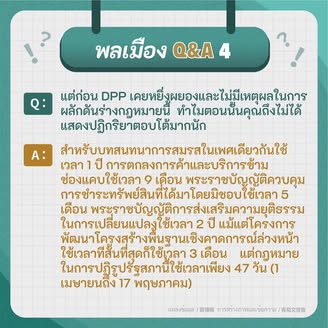 พลเมือง Q&A 4
Q: แต่ก่อน DPP เคยหยิ่งผยองและไม่มีเหตุผลในการ
ผลักดันร่างกฎหมายนี้ ทำไมตอนนั้นคุณถึงไม่ได้
แสดงปฏิกริยาตอบโต้มากนัก
A: สำหรับบทสนทนาการสมรสในเพศเดียวกันใช้
เวลา 1 ปี การตกลงการค้าและบริการข้าม
ช่องแคบใช้เวลา 9 เดือน พระราชบัญญัติควบคุม
การชำระทรัพย์สินที่ได้มาโดยมิชอบใช้เวลา 5
เดือน พระราชบัญญัติการส่งเสริมความยุติธรรม
ในการเปลี่ยนแปลงใช้เวลา 2 ปี แม้แต่โครงการ
พัฒนาโครงสร้างพื้นฐานเชิงคาดการณ์ล่วงหน้า
ใช้เวลาที่สั้นที่สุดก็ใช้เวลา 3 เดือน แต่กฎหมาย
ในการปฏิรูปรัฐสภานี้ใช้เวลาเพียง 47 วัน (1
เมษายนถึง 17 พฤษภาคม)